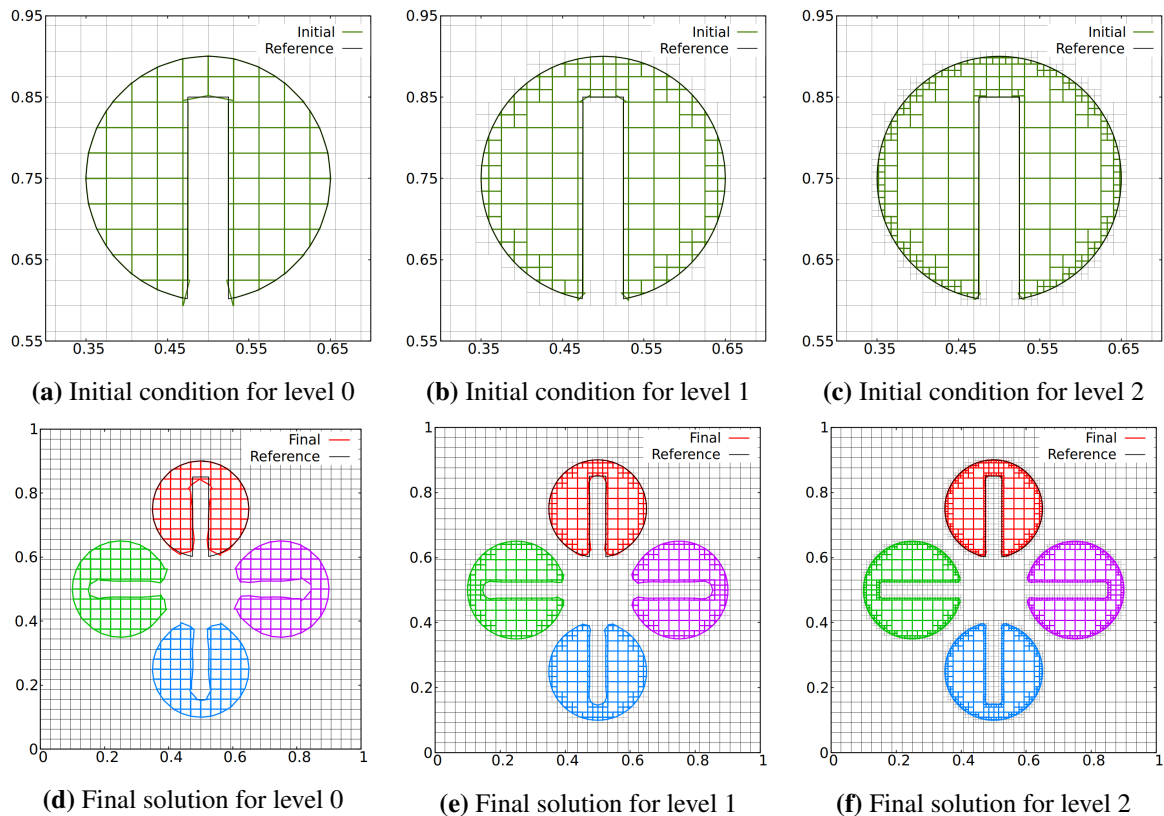 0.95
Initial
Reference
0.85
0.75
0.65
0.55
0.35 0.45 0.55 0.65
(a) Initial condition for level 0
0.95
Initial
Reference
0.85
0.75
0.65
0.55
0.35 0.45 0.55 0.65
(b) Initial condition for level 1
0.95
Initial
Reference
0.85
0.75
0.65
0.55
0.35 0.45 0.55 0.65
(c) Initial condition for level 2
1
Final
Reference
0.8
0.6
0.4
0.2
0
0 0.2 0.4 0.6 0.8 1
(d) Final solution for level 0
1
Final
Reference
0.8
0.6
0.4
0.2
0
0 0.2 0.4 0.6 0.8 1
(e) Final solution for level 1
1
Final
Reference
0.8
0.6
0.4
0.2
0
0 0.2 0.4 0.6 0.8 1
(f) Final solution for level 2